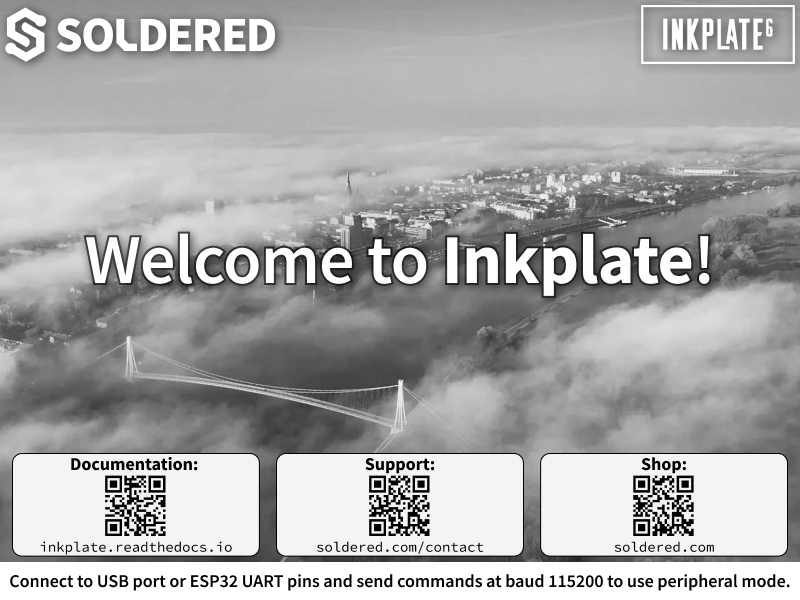 SOLDERED
INKPLATE6
Welcome to Inkplate!
Documentation:
inkplate.readthedocs.io
Support:
soldered.com/contact
Shop:
soldered.com
Connect to USB port or ESP32 UART pins and send commands at baud 115200 to use peripheral mode.